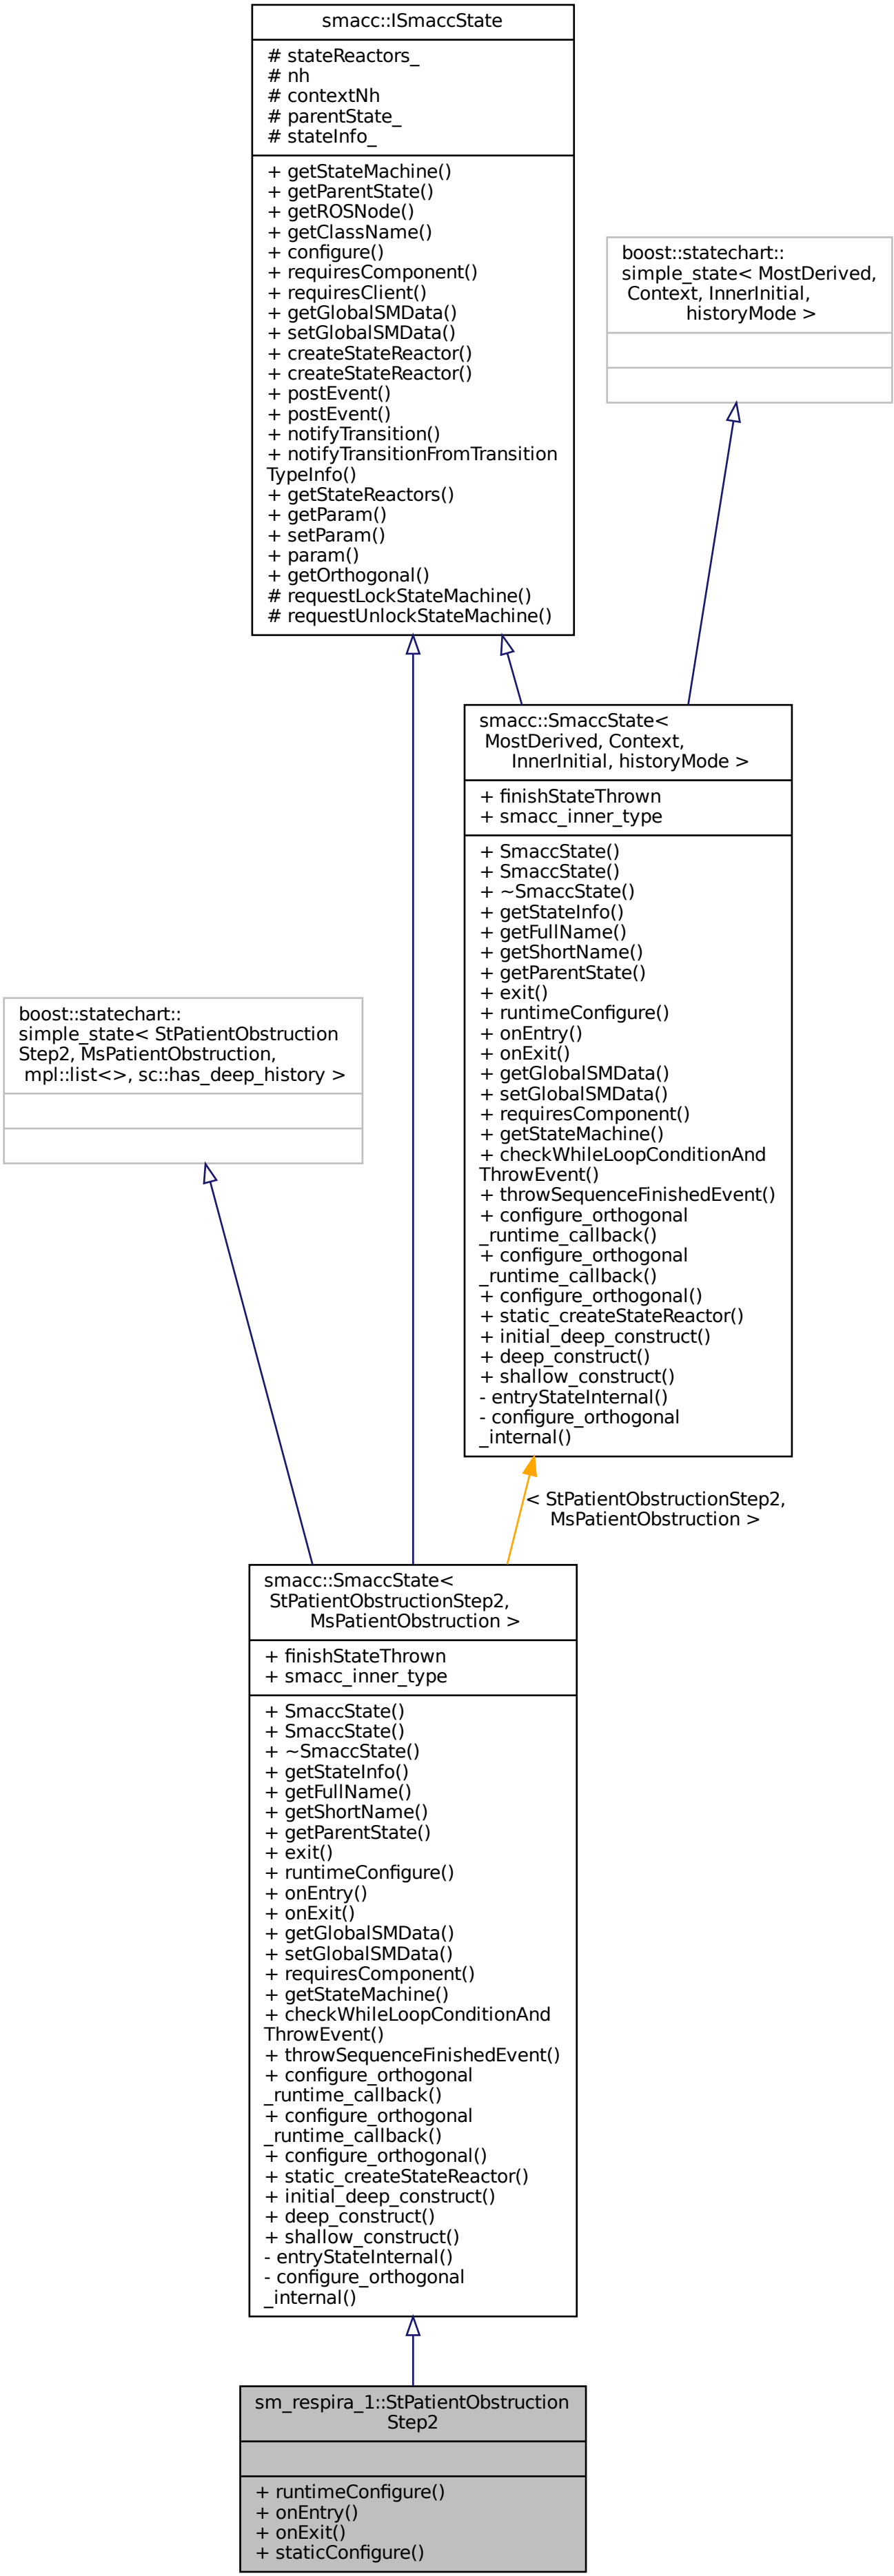 smacc::ISmaccState
# stateReactors_
# nh
# contextNh
# parentState_
# stateInfo_
+ getStateMachine()
+ getParentState()
+ getROSNode()
+ getClassName()
+ configure()
+ requiresComponent()
+ requiresClient()
+ getGlobalSMData()
+ setGlobalSMData()
+ createStateReactor()
+ createStateReactor()
+ postEvent()
+ postEvent()
+ notifyTransition()
+ notifyTransitionFromTransition
TypeInfo()
+ getStateReactors()
+ getParam()
+ setParam()
+ param()
+ getOrthogonal()
# requestLockStateMachine()
# requestUnlockStateMachine()
boost::statechart::
simple_state< MostDerived,
Context, InnerInitial,
historyMode >
smacc::SmaccState<
MostDerived, Context,
InnerInitial, historyMode >
+ finishStateThrown
+ smacc_inner_type
+ SmaccState()
+ SmaccState()
+ ~SmaccState()
+ getStateInfo()
+ getFullName()
+ getShortName()
+ getParentState()
+ exit()
+ runtimeConfigure()
+ onEntry()
+ onExit()
+ getGlobalSMData()
+ setGlobalSMData()
+ requiresComponent()
+ getStateMachine()
+ checkWhileLoopConditionAnd
ThrowEvent()
+ throwSequenceFinishedEvent()
+ configure_orthogonal
_runtime_callback()
+ configure_orthogonal
_runtime_callback()
+ configure_orthogonal()
+ static_createStateReactor()
+ initial_deep_construct()
+ deep_construct()
+ shallow_construct()
- entryStateInternal()
- configure_orthogonal
_internal()
boost::statechart::
simple_state< StPatientObstruction
Step2, MsPatientObstruction,
mpl::list<>, sc::has_deep_history >
< StPatientObstructionStep2,
MsPatientObstruction >
smacc::SmaccState<
StPatientObstructionStep2,
MsPatientObstruction >
+ finishStateThrown
+ smacc_inner_type
+ SmaccState()
+ SmaccState()
+ ~SmaccState()
+ getStateInfo()
+ getFullName()
+ getShortName()
+ getParentState()
+ exit()
+ runtimeConfigure()
+ onEntry()
+ onExit()
+ getGlobalSMData()
+ setGlobalSMData()
+ requiresComponent()
+ getStateMachine()
+ checkWhileLoopConditionAnd
ThrowEvent()
+ throwSequenceFinishedEvent()
+ configure_orthogonal
_runtime_callback()
+ configure_orthogonal
_runtime_callback()
+ configure_orthogonal()
+ static_createStateReactor()
+ initial_deep_construct()
+ deep_construct()
+ shallow_construct()
- entryStateInternal()
- configure_orthogonal
_internal()
sm_respira_1::StPatientObstruction
Step2
+ runtimeConfigure()
+ onEntry()
+ onExit()
+ staticConfigure()